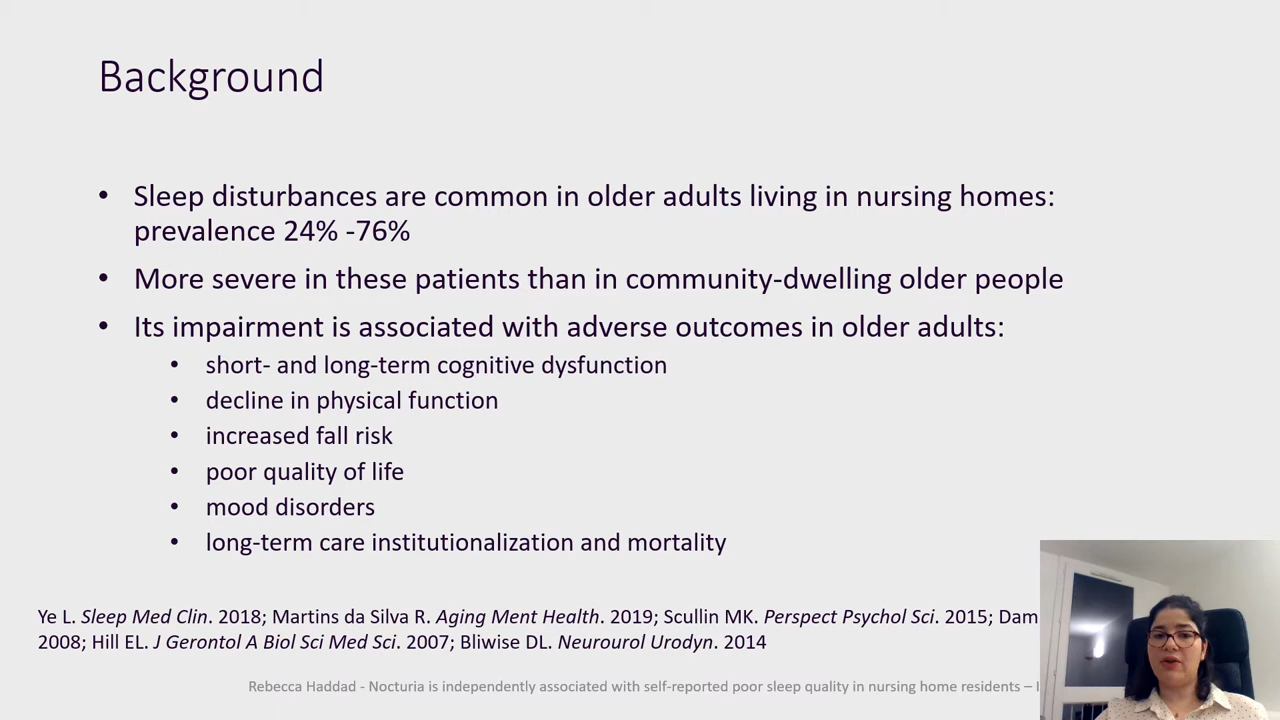 Background
• Sleep disturbances are common in older adults living in nursing homes:
prevalence 24% -76%
• More severe in these patients than in community-dwelling older people
• Its impairment is associated with adverse outcomes in older adults:
• short- and long-term cognitive dysfunction
• decline in physical function
• increased fall risk
• poor quality of life
• mood disorders
• long-term care institutionalization and mortality
Ye L. Sleep Med Clin. 2018; Martins da Silva R. Aging Ment Health. 2019; Scullin MK. Perspect Psychol Sci. 2015; Dam
2008; Hill EL. J Gerontol A Biol Sci Med Sci. 2007; Bliwise DL. Neurourol Urodyn. 2014
Rebecca Haddad - Nocturia is independently associated with self-reported poor sleep quality in nursing home residents – I